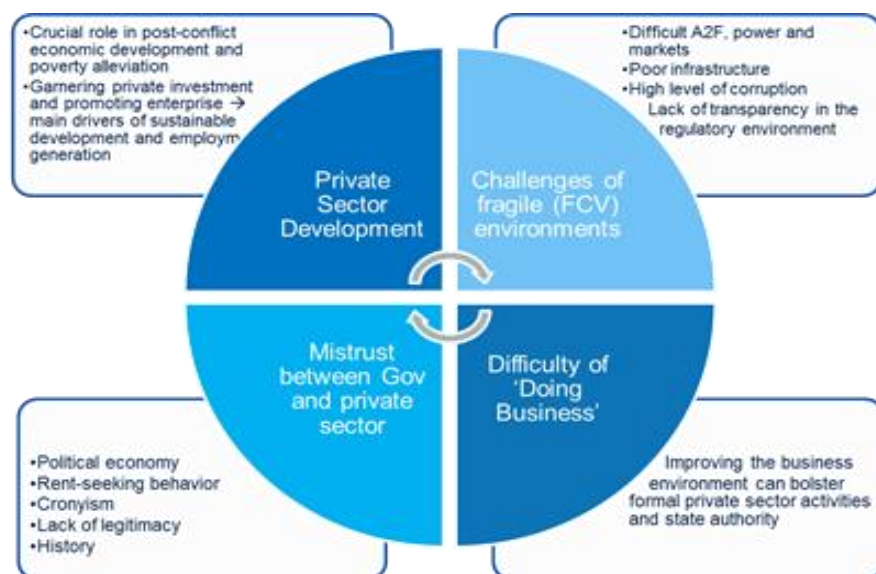 •Crucial role in post-conflict
economic development and
poverty alleviation
•Garnering private investment
and promoting enterprise →
main drivers of sustainable
development and employm
generation
•Difficult A2F, power and
markets
•Poor infrastructure
•High level of corruption
Lack of transparency in the
regulatory environment
Private
Sector
Development
Challenges of
fragile (FCV)
environments
Mistrust
between Gov
and private
sector
Difficulty of
‘Doing
Business’
•Political economy
•Rent-seeking behavior
•Cronyism
•Lack of legitimacy
•History
Improving the business
environment can bolster
formal private sector activities
and state authority